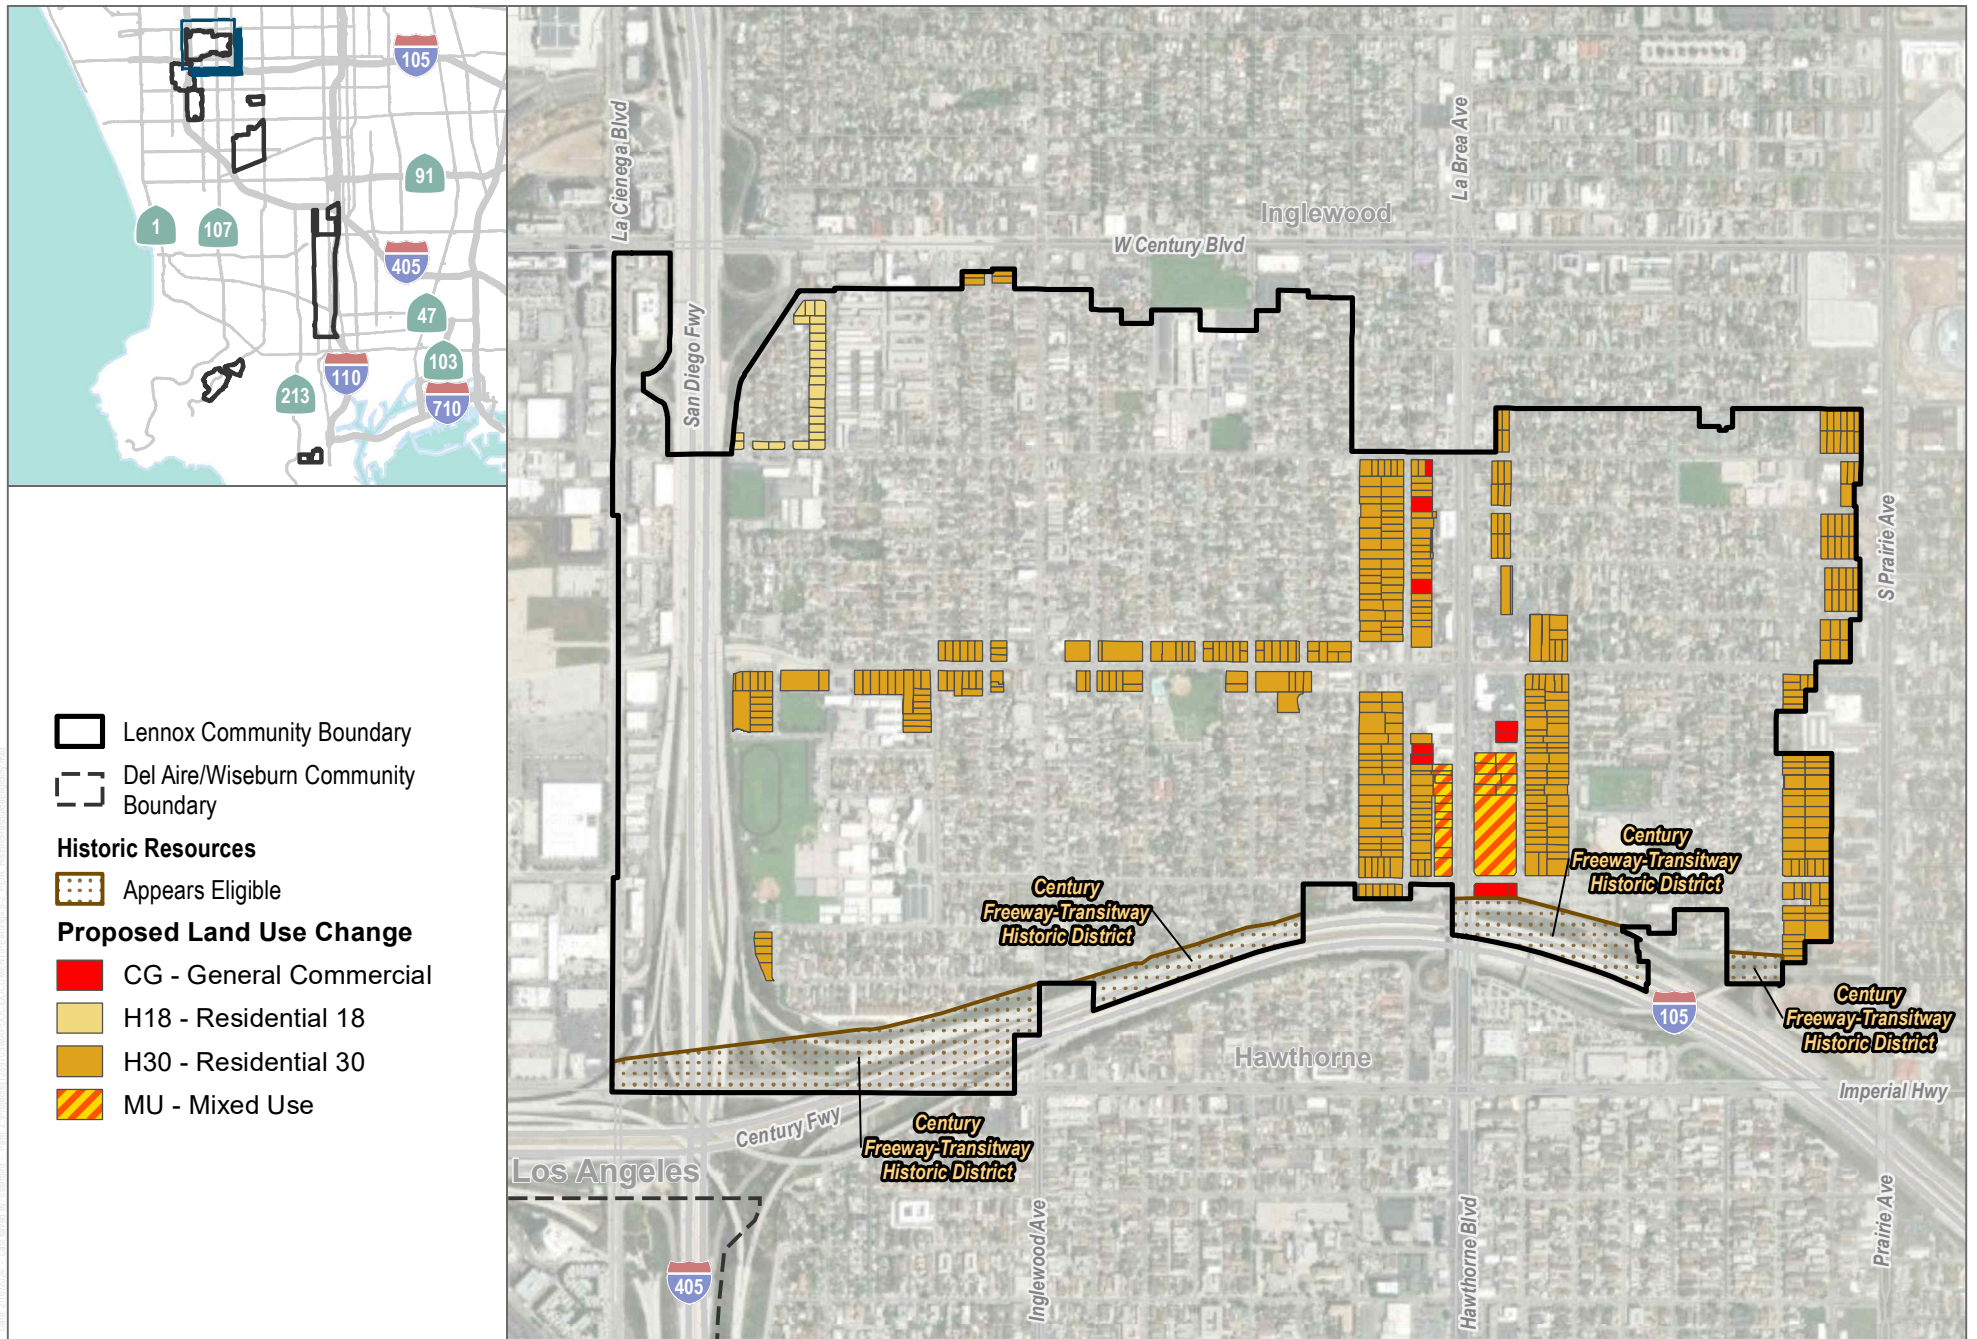 105
91
1
107
405
47
103
110
213
710
Lennox Community Boundary
Del Aire/Wiseburn Community
Boundary
Historic Resources
Appears Eligible
Proposed Land Use Change
CG - General Commercial
H18 - Residential 18
H30 - Residential 30
MU - Mixed Use
La Cienega Blvd
La Brea Ave
Inglewood
W Century Blvd
San Diego Fwy
S Prairie Ave
Century
Freeway-Transitway
Historic District
Century
Freeway-Transitway
Historic District
Century
Freeway-Transitway
Historic District
105
Hawthorne
Imperial Hwy
Century Fwy
Century
Freeway-Transitway
Historic District
Los Angeles
405
Inglewood Ave
Hawthorne Blvd
Prairie Ave